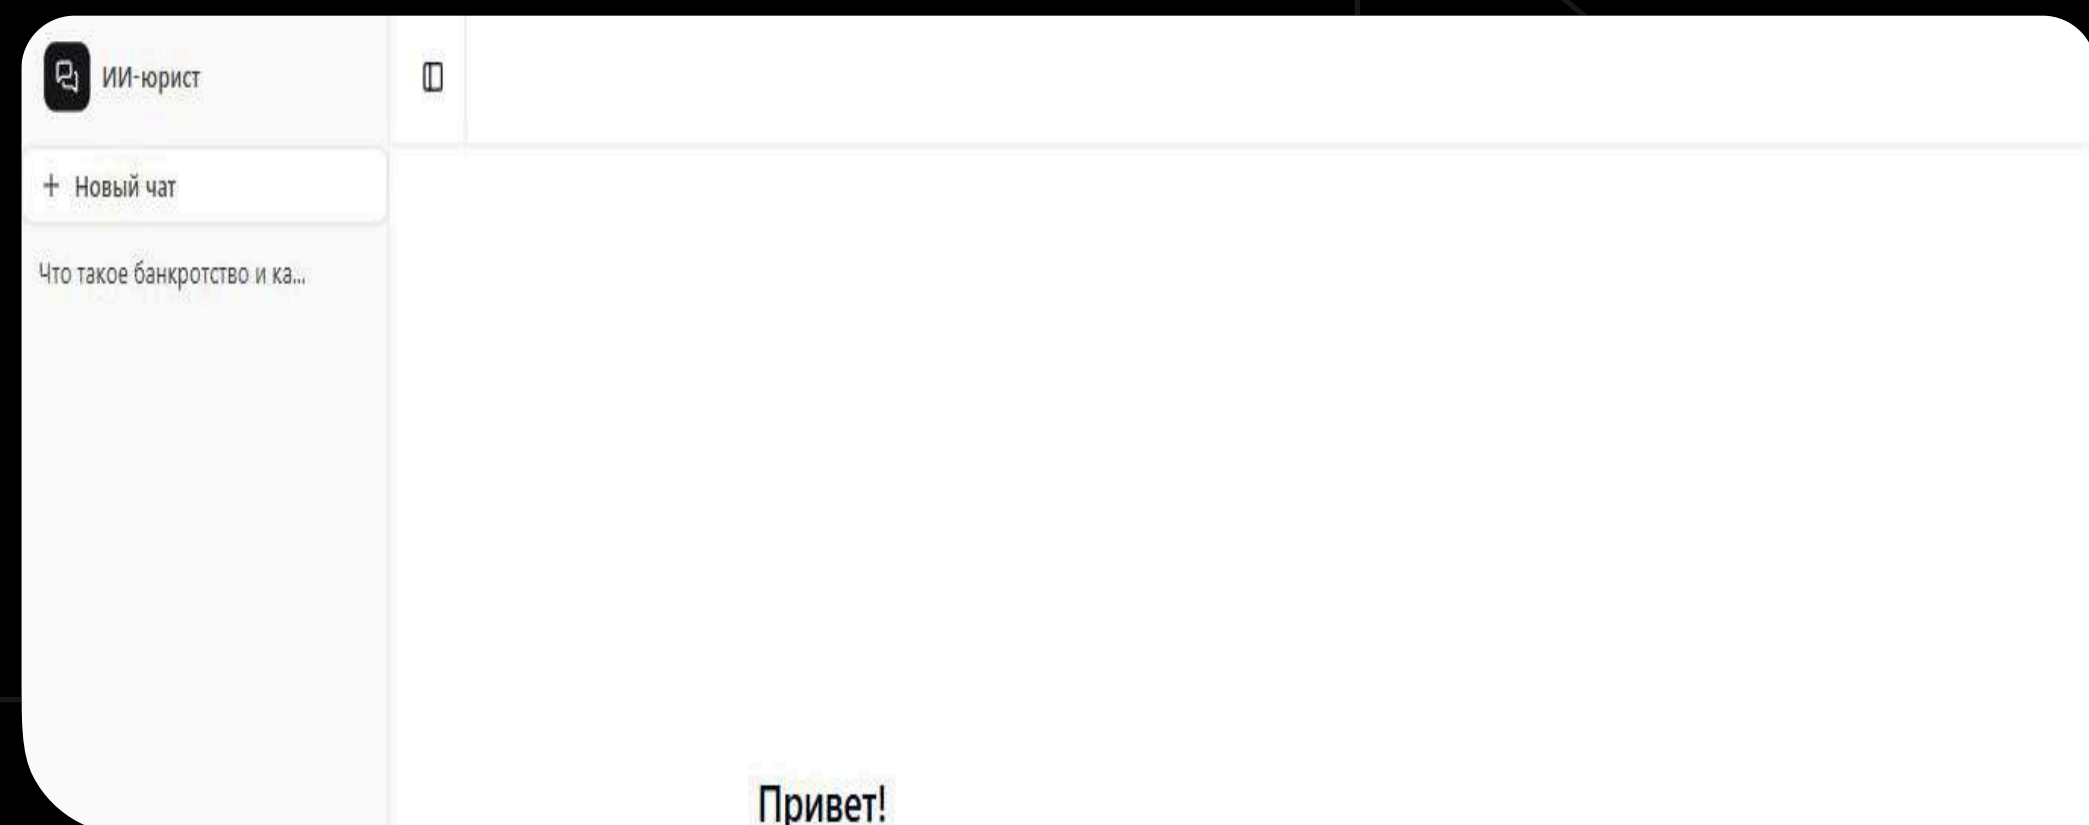 ИИ-юрист
+ Новый чат
Что такое банкротство и ка...
Привет!